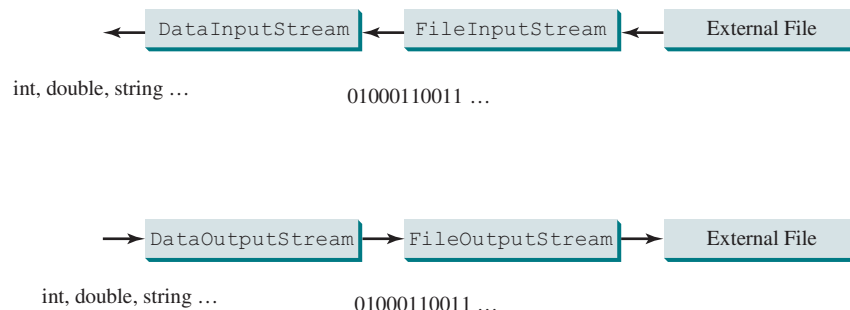 DataInputStream FileInputStream External File
int, double, string … 01000110011 …
DataOutputStream FileOutputStream External File
int, double, string … 01000110011 …